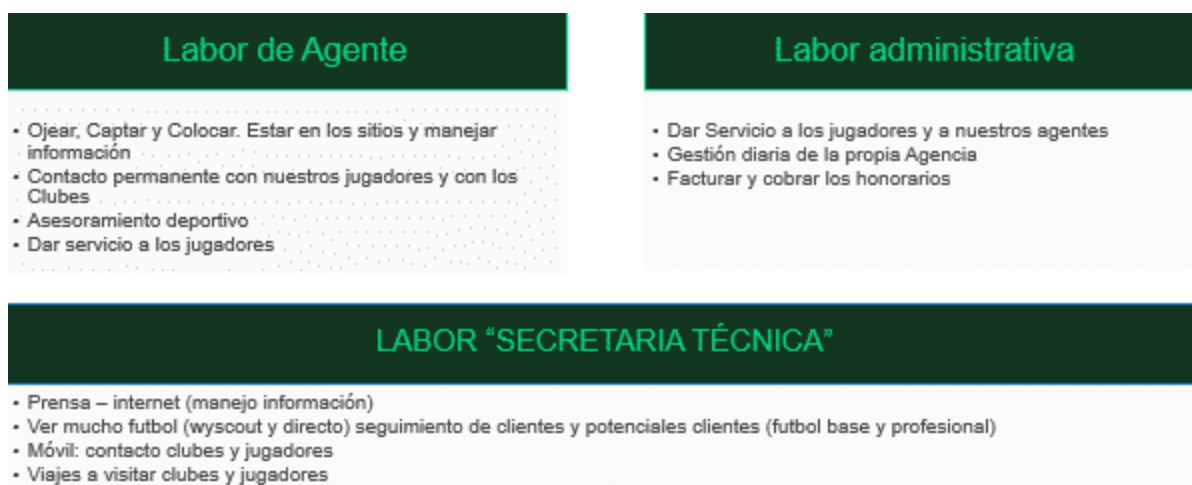 Labor de Agente
• Ojear, Captar y Colocar. Estar en los sitios y manejar
información
• Contacto permanente con nuestros jugadores y con los
Clubes
• Asesoramiento deportivo
• Dar servicio a los jugadores
Labor administrativa
• Dar Servicio a los jugadores y a nuestros agentes
• Gestión diaria de la propia Agencia
• Facturar y cobrar los honorarios
LABOR “SECRETARIA TÉCNICA”
• Prensa – internet (manejo información)
• Ver mucho futbol (wyscout y directo) seguimiento de clientes y potenciales clientes (futbol base y profesional)
• Móvil: contacto clubes y jugadores
• Viajes a visitar clubes y jugadores